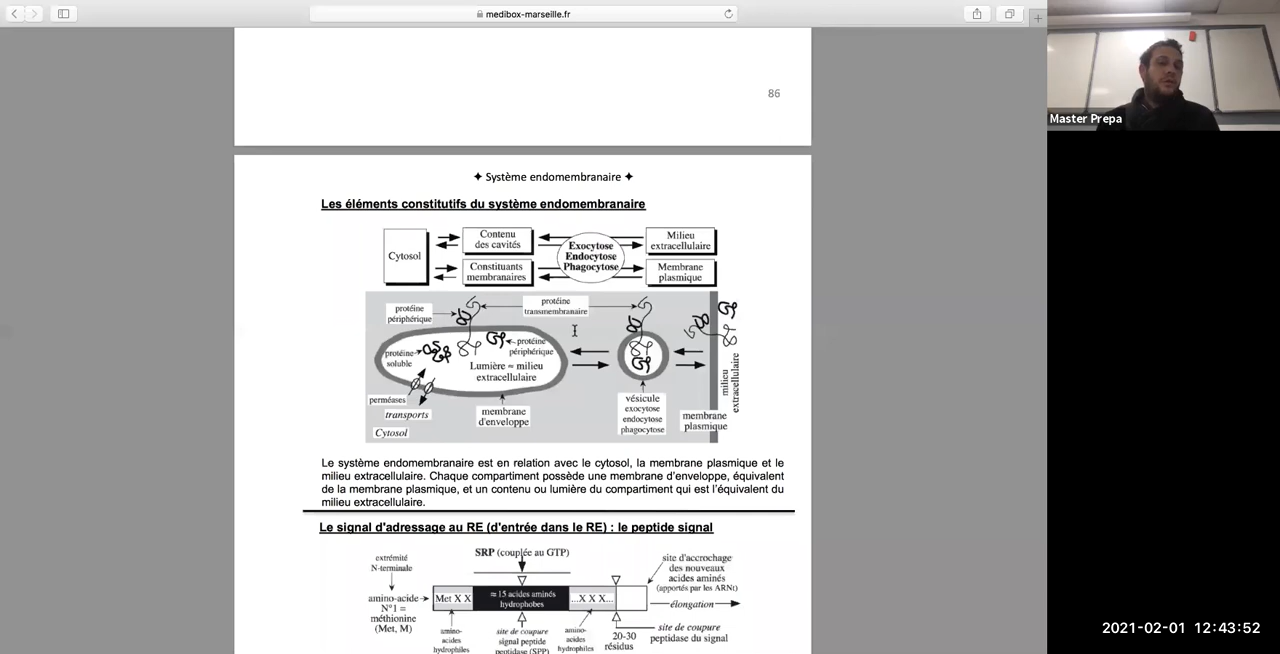 medibox-marseille.fr
Master Prepa
86
✦ Système endomembranaire ✦
Les éléments constitutifs du système endomembranaire
Cytosol
Contenu
des cavités
Constituants
membranaires
Exocytose
Endocytose
Phagocytose
Milieu
extracellulaire
Membrane
plasmique
protéine
périphérique
protéine
transmembranaire
protéine
soluble
protéine
périphérique
Lumière ≈ milieu
extracellulaire
perméases
transports
Cytosol
membrane
d'enveloppe
vésicule
exocytose
endocytose
phagocytose
membrane
plasmique
milieu
extracellulaire
Le système endomembranaire est en relation avec le cytosol, la membrane plasmique et le
milieu extracellulaire. Chaque compartiment possède une membrane d'enveloppe, équivalent
de la membrane plasmique, et un contenu ou lumière du compartiment qui est l'équivalent du
milieu extracellulaire.
Le signal d'adressage au RE (d'entrée dans le RE) : le peptide signal
extrémité
N-terminale
amino-acide
N°1 =
méthionine
(Met, M)
SRP (couplée au GTP)
Met X X
≈ 15 acides aminés
hydrophobes
...X X X...
site d'accrochage
des nouveaux
acides aminés
(apportés par les ARNt)
élongation
amino-
acides
hydrophiles
site de coupure
signal peptide
peptidase (SPP)
amino-
acides
hydrophiles
20-30
résidus
site de coupure
peptidase du signal
2021-02-01 12:43:52